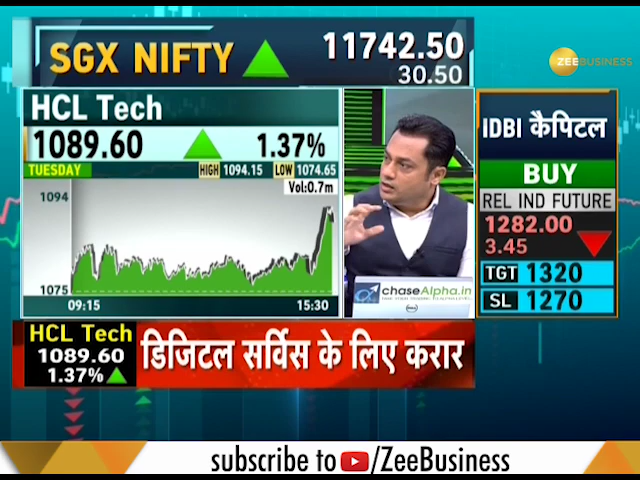 SGX NIFTY
11742.50
30.50
ZEEBUSINESS
HCL Tech
1089.60 1.37%
TUESDAY HIGH 1094.15 LOW 1074.65
Vol:0.7m
1094
1075
09:15 15:30
chaseAlpha.in
DELL
IDBI कैपिटल
BUY
REL IND FUTURE
1282.00
3.45
TGT 1320
SL 1270
HCL Tech
1089.60
1.37%
डिजिटल सर्विस के लिए करार
subscribe to /ZeeBusiness